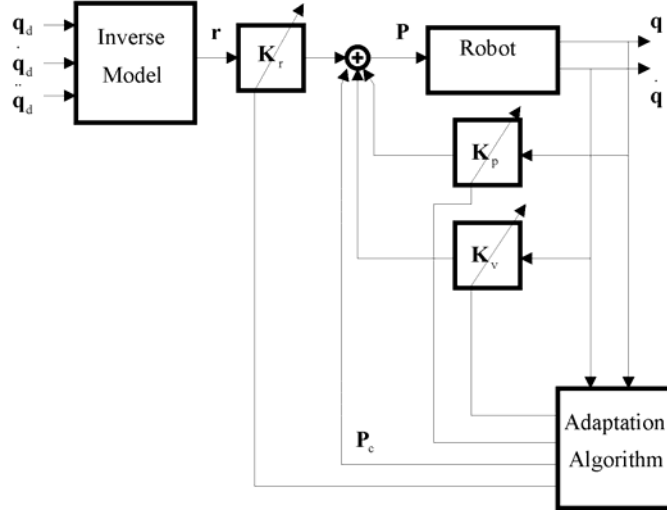 q_d
q̇_d
q̈_d
Inverse
Model
r
K_r
P
Robot
q
q̇
K_p
K_v
P_c
Adaptation
Algorithm